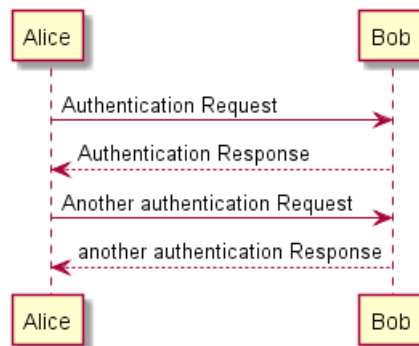 Alice Bob
Authentication Request
Authentication Response
Another authentication Request
another authentication Response
Alice Bob